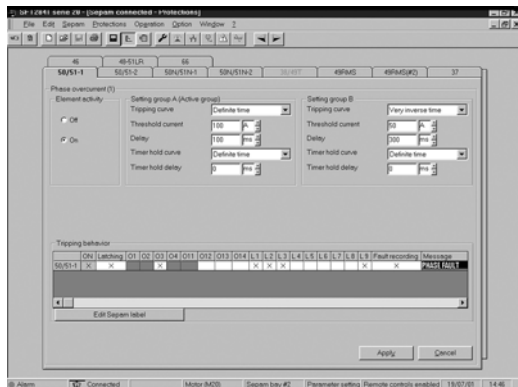 SFT2841 serie 20 - [Sepam connected - Protections]
File Edit Sepam Protections Operation Option Window ?
46 48-51LR 66
50/51-1 50/51-2 50N/51N-1 50N/51N-2 38/49T 49RMS 49RMS(#2) 37
Phase overcurrent (1)
Element activity
Off
On
Setting group A (Active group)
Tripping curve Definite time
Threshold current 100 A
Delay 100 ms
Timer hold curve Definite time
Timer hold delay 0 ms
Setting group B
Tripping curve Very inverse time
Threshold current 50 A
Delay 300 ms
Timer hold curve Definite time
Timer hold delay 0 ms
Tripping behavior
ON Latching O1 O2 O3 O4 O11 O12 O13 O14 L1 L2 L3 L4 L5 L6 L7 L8 L9 Fault recording Message
50/51-1 X X X X X X X X PHASE FAULT
Edit Sepam label
Apply Cancel
Alarm Connected Motor (M20) Sepam bay #2 Parameter setting Remote controls enabled 19/07/01 14:46